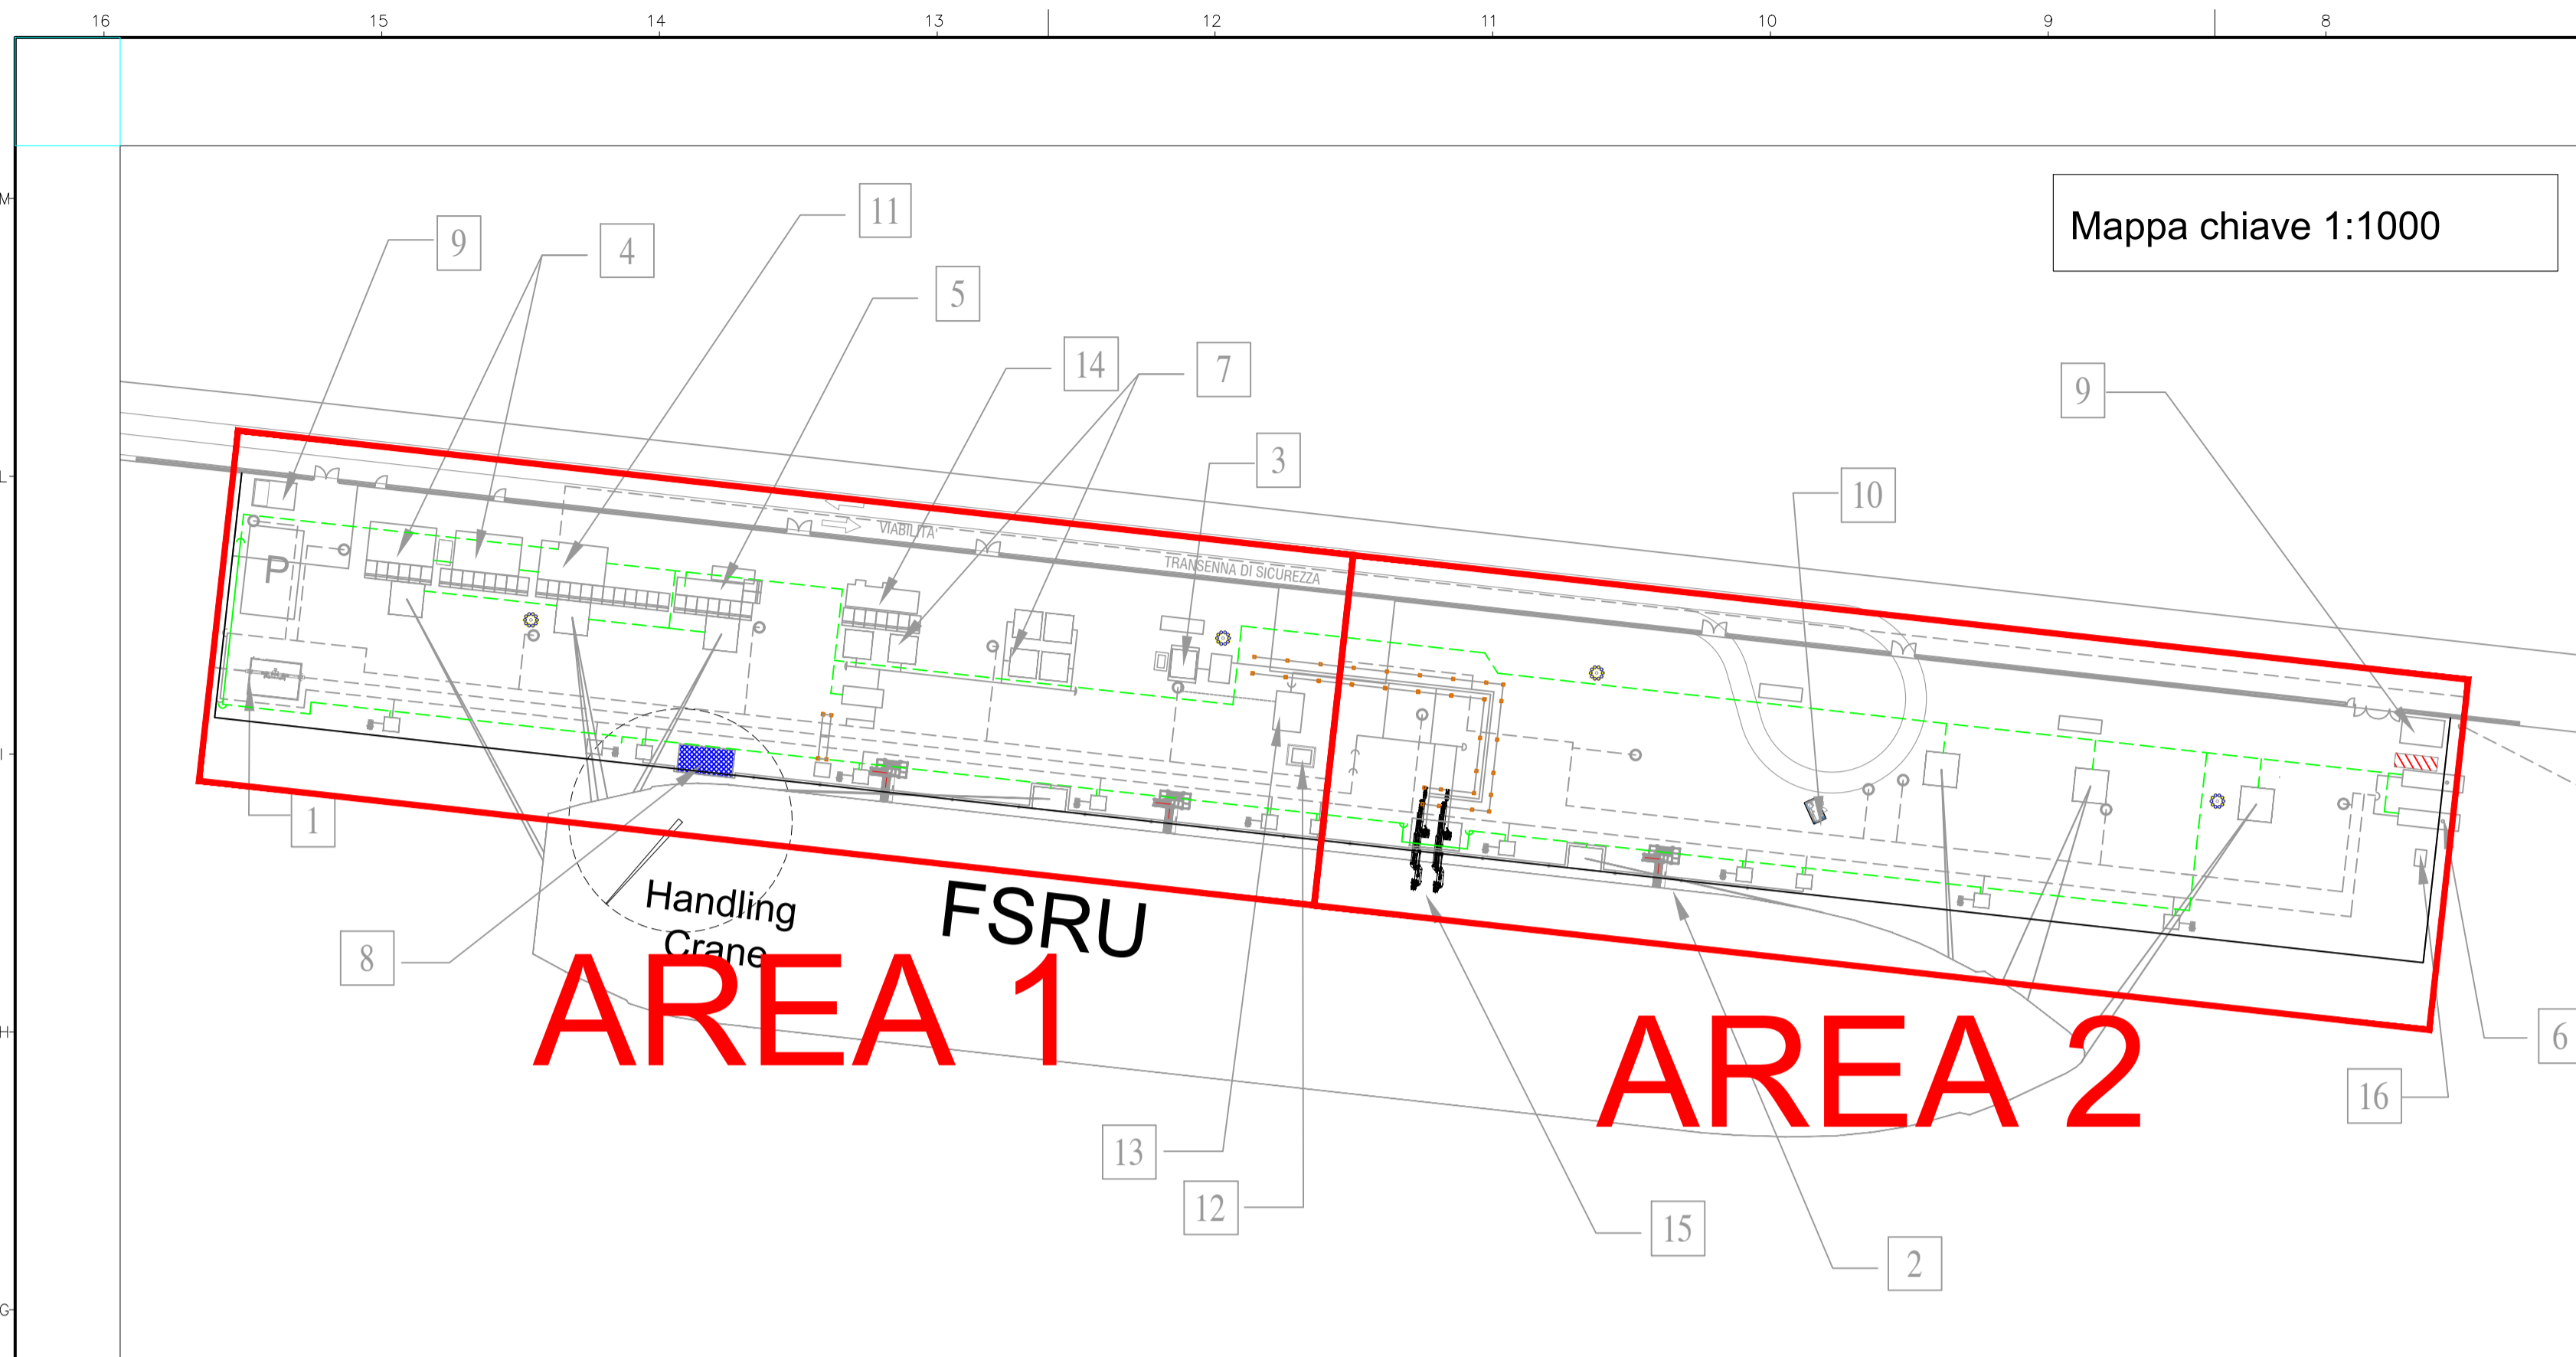 16 15 14 13 12 11 10 9 8
M
Mappa chiave 1:1000
11
9
4
5
14
7
9
3
L
10
VIABILITA'
TRANSENNA DI SICUREZZA
P
I
1
Handling
Crane
FSRU
8
AREA 1
AREA 2
H
6
16
13
12
15
2
G